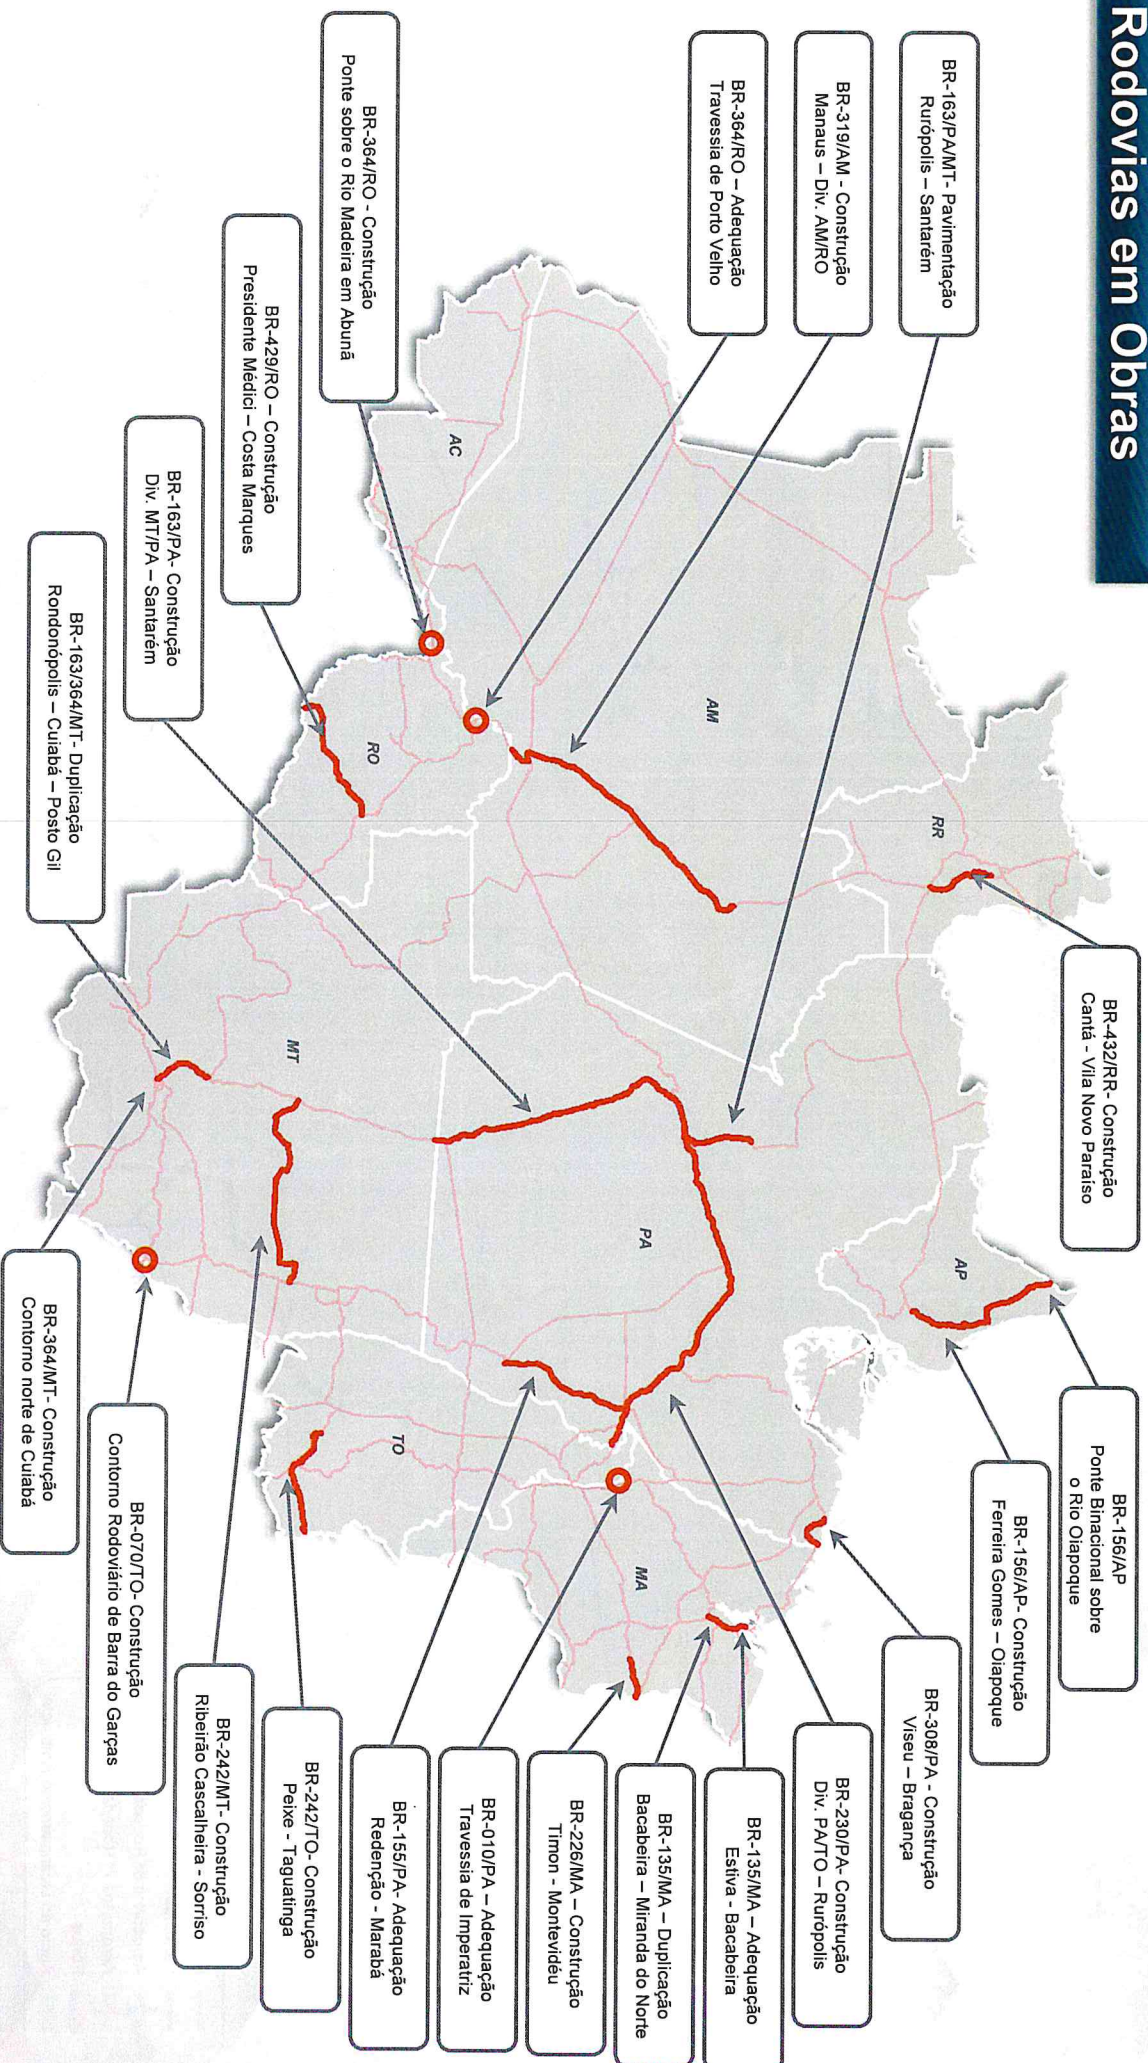 Rodovias em Obras
BR-163/PA/MT- Pavimentação
Rurópolis – Santarém
BR-319/AM - Construção
Manaus – Div. AM/RO
BR-364/RO – Adequação
Travessia de Porto Velho
BR-364/RO - Construção
Ponte sobre o Rio Madeira em Abunã
BR-429/RO – Construção
Presidente Médici – Costa Marques
BR-163/PA- Construção
Div. MT/PA – Santarém
BR-163/364/MT- Duplicação
Rondonópolis – Cuiabá – Posto Gil
BR-432/RR- Construção
Cantá - Vila Novo Paraíso
BR-156/AP
Ponte Binacional sobre
o Rio Oiapoque
BR-156/AP- Construção
Ferreira Gomes – Oiapoque
BR-308/PA - Construção
Viseu – Bragança
BR-230/PA- Construção
Div. PA/TO – Rurópolis
BR-135/MA – Adequação
Estiva - Bacabeira
BR-135/MA – Duplicação
Bacabeira – Miranda do Norte
BR-226/MA – Construção
Timon - Montevidéu
BR-010/PA – Adequação
Travessia de Imperatriz
BR-155/PA- Adequação
Redenção - Marabá
BR-242/TO- Construção
Peixe - Taguatinga
BR-242/MT- Construção
Ribeirão Cascalheira - Sorriso
BR-070/TO- Construção
Contorno Rodoviário de Barra do Garças
BR-364/MT- Construção
Contorno norte de Cuiabá
RR
AP
AM
PA
MA
AC
RO
TO
MT